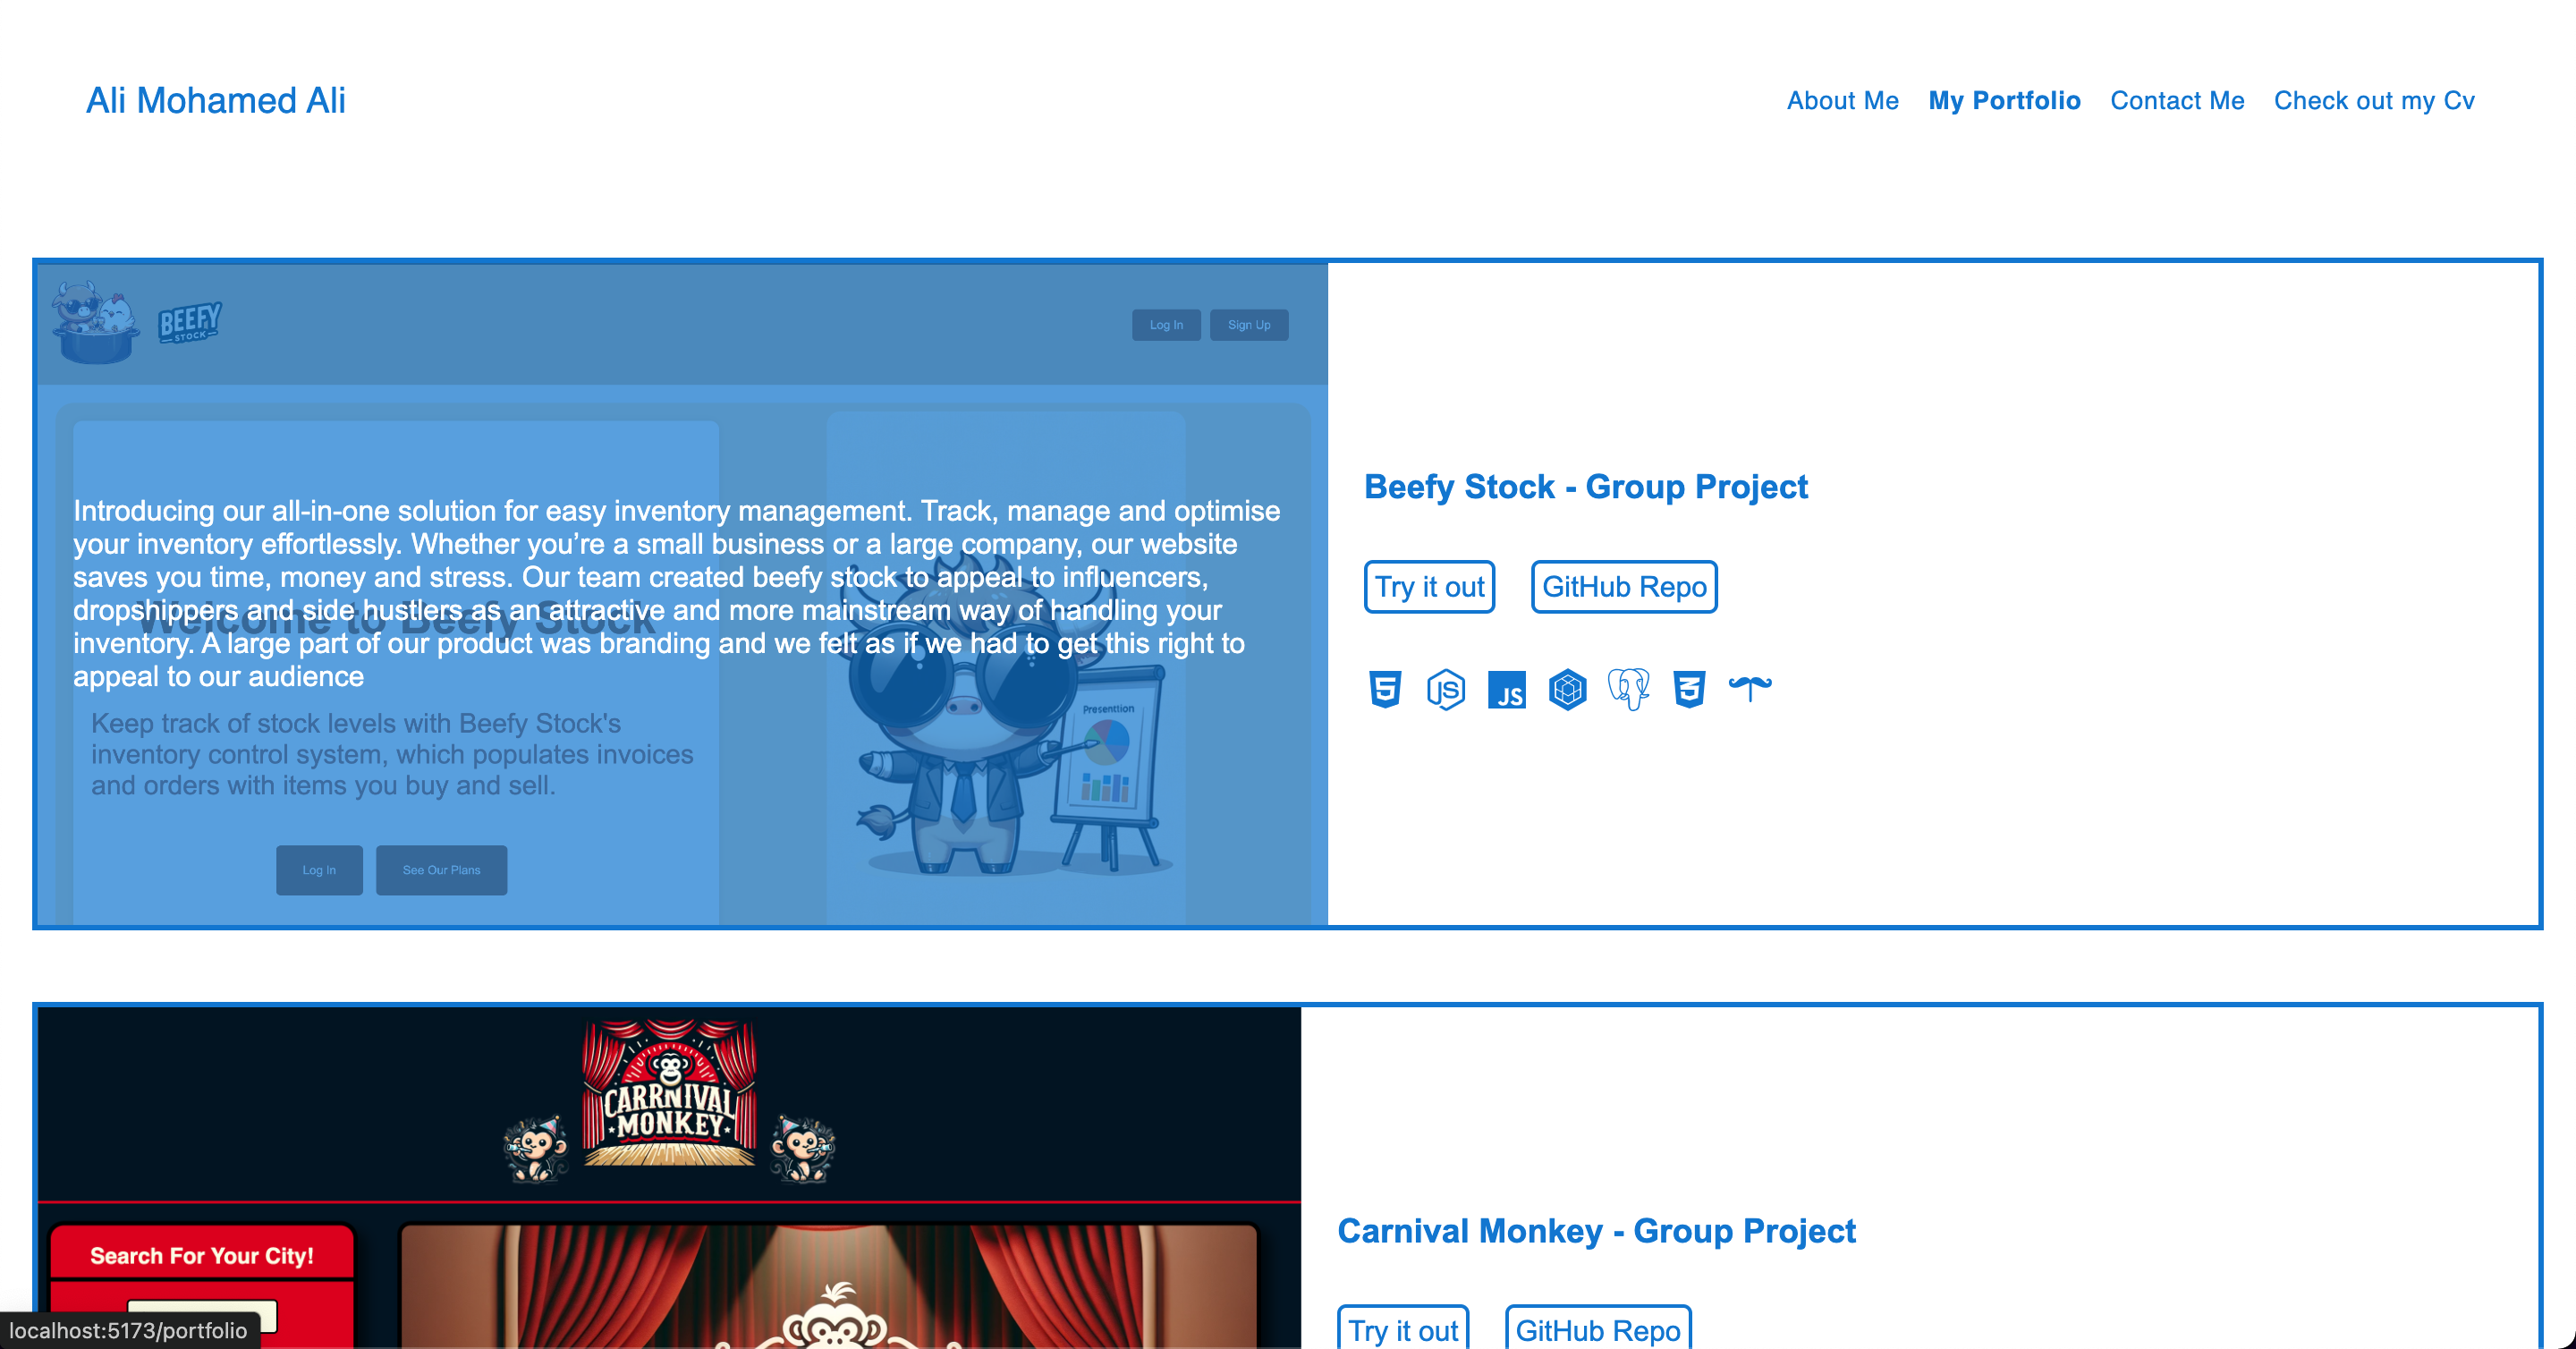 Ali Mohamed Ali
About Me My Portfolio Contact Me Check out my Cv
BEEFY
STOCK
Log In Sign Up
Introducing our all-in-one solution for easy inventory management. Track, manage and optimise
your inventory effortlessly. Whether you’re a small business or a large company, our website
saves you time, money and stress. Our team created beefy stock to appeal to influencers,
dropshippers and side hustlers as an attractive and more mainstream way of handling your
inventory. A large part of our product was branding and we felt as if we had to get this right to
appeal to our audience
Welcome to Beefy Stock
Keep track of stock levels with Beefy Stock's
inventory control system, which populates invoices
and orders with items you buy and sell.
Log In See Our Plans
Presenttion
Beefy Stock - Group Project
Try it out GitHub Repo
JS JS
CARRNIVAL
MONKEY
Search For Your City!
Carnival Monkey - Group Project
Try it out GitHub Repo
localhost:5173/portfolio